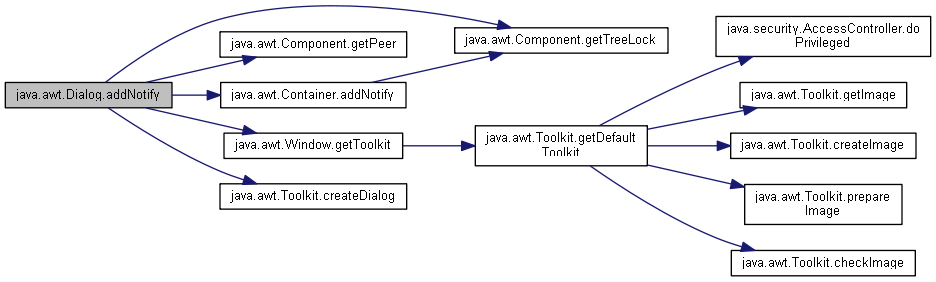 java.awt.Dialog.addNotify
java.awt.Component.getPeer
java.awt.Container.addNotify
java.awt.Window.getToolkit
java.awt.Toolkit.createDialog
java.awt.Component.getTreeLock
java.awt.Toolkit.getDefault
Toolkit
java.security.AccessController.do
Privileged
java.awt.Toolkit.getImage
java.awt.Toolkit.createImage
java.awt.Toolkit.prepare
Image
java.awt.Toolkit.checkImage